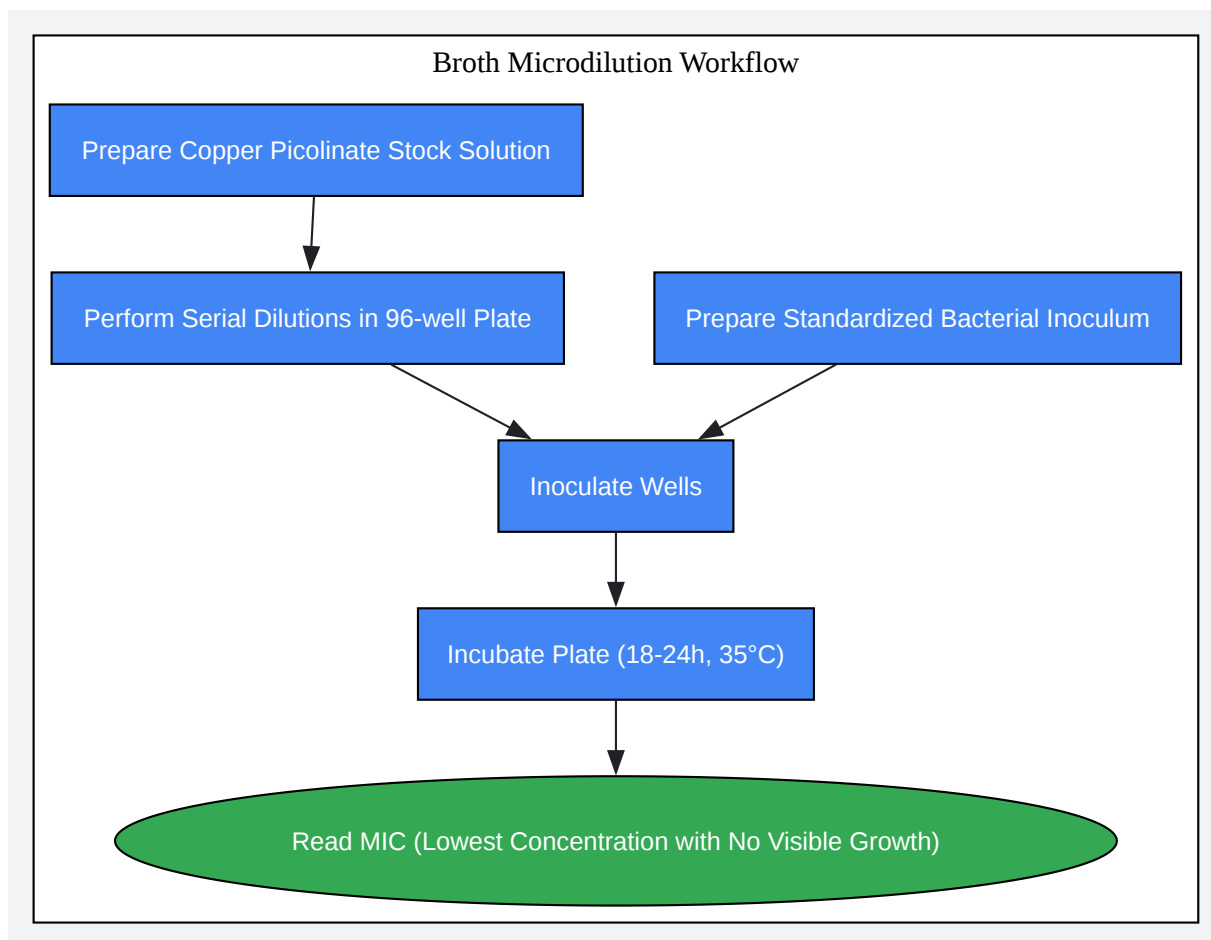 Broth Microdilution Workflow
Prepare Copper Picolinate Stock Solution
Perform Serial Dilutions in 96-well Plate
Prepare Standardized Bacterial Inoculum
Inoculate Wells
Incubate Plate (18-24h, 35°C)
Read MIC (Lowest Concentration with No Visible Growth)